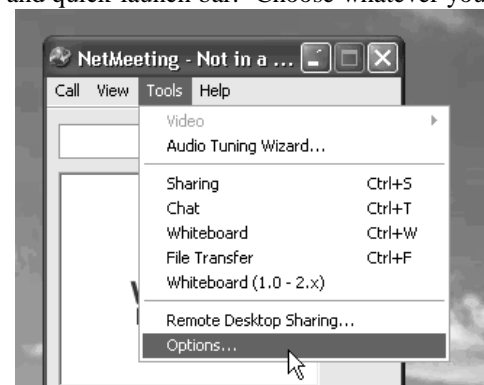 and quick-launch bar. Choose whatever you
NetMeeting - Not in a ...
Call View Tools Help
Video
Audio Tuning Wizard...
Sharing Ctrl+S
Chat Ctrl+T
Whiteboard Ctrl+W
File Transfer Ctrl+F
Whiteboard (1.0 - 2.x)
Remote Desktop Sharing...
Options...